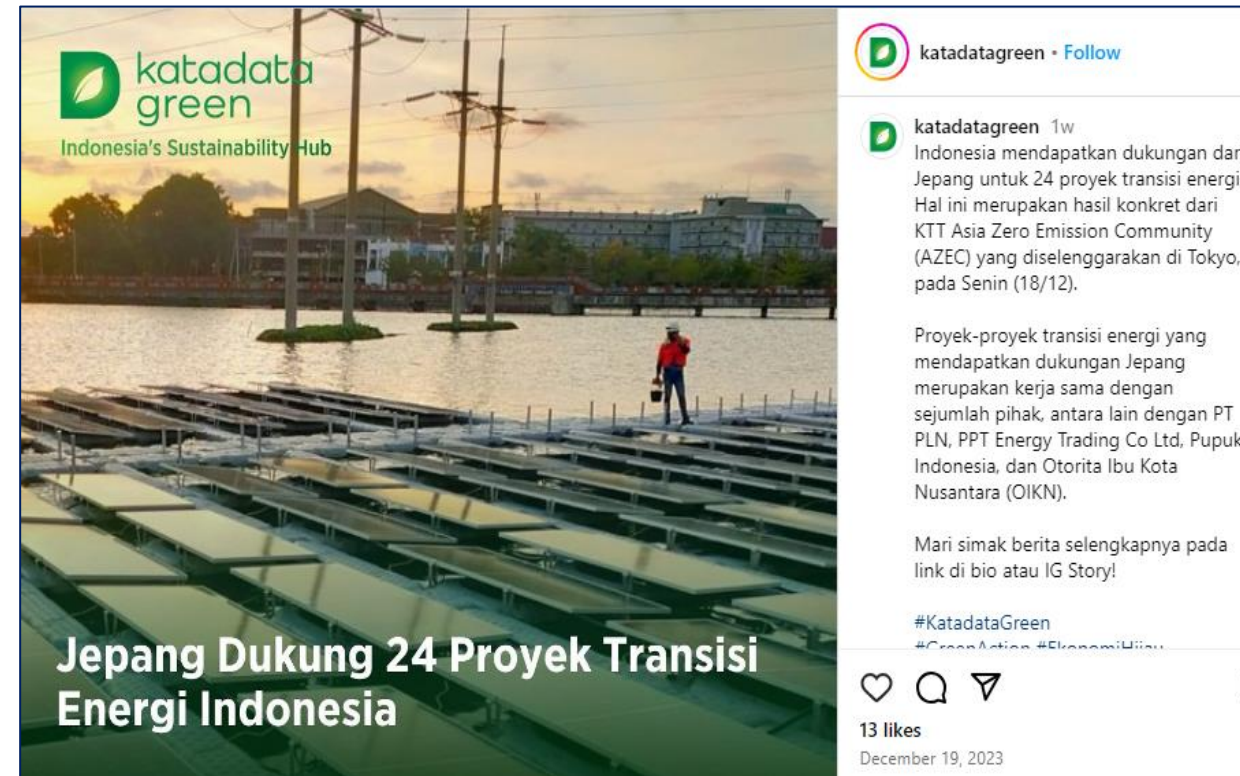 katadata
green
Indonesia's Sustainability Hub
Jepang Dukung 24 Proyek Transisi
Energi Indonesia
katadatagreen • Follow
katadatagreen 1w
Indonesia mendapatkan dukungan dar
Jepang untuk 24 proyek transisi energi
Hal ini merupakan hasil konkret dari
KTT Asia Zero Emission Community
(AZEC) yang diselenggarakan di Tokyo,
pada Senin (18/12).
Proyek-proyek transisi energi yang
mendapatkan dukungan Jepang
merupakan kerja sama dengan
sejumlah pihak, antara lain dengan PT
PLN, PPT Energy Trading Co Ltd, Pupuk
Indonesia, dan Otorita Ibu Kota
Nusantara (OIKN).
Mari simak berita selengkapnya pada
link di bio atau IG Story!
#KatadataGreen
#GreenAction #EkonomiHijau
13 likes
December 19, 2023